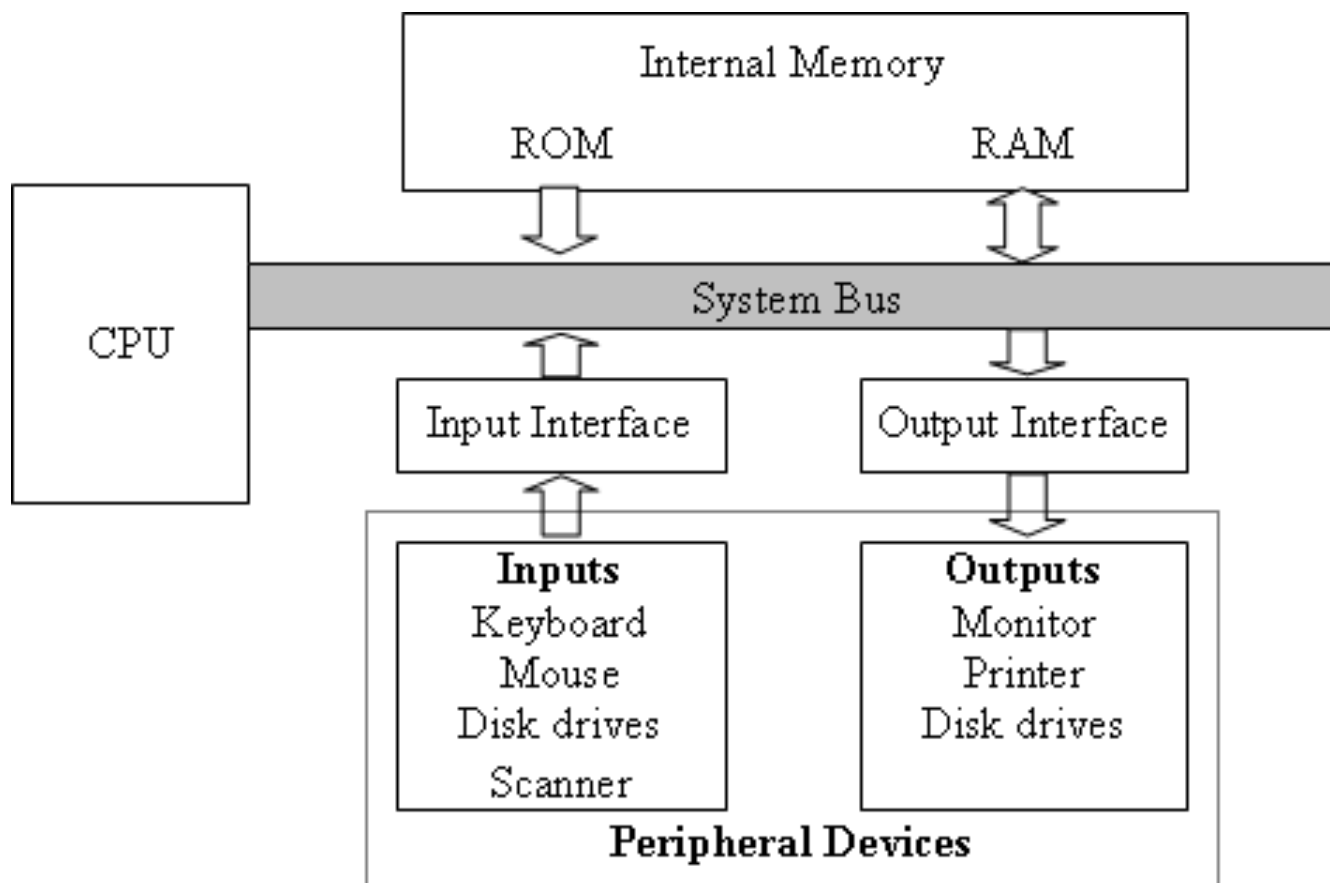 Internal Memory
ROM RAM
System Bus
CPU
Input Interface
Output Interface
Inputs
Keyboard
Mouse
Disk drives
Scanner
Outputs
Monitor
Printer
Disk drives
Peripheral Devices